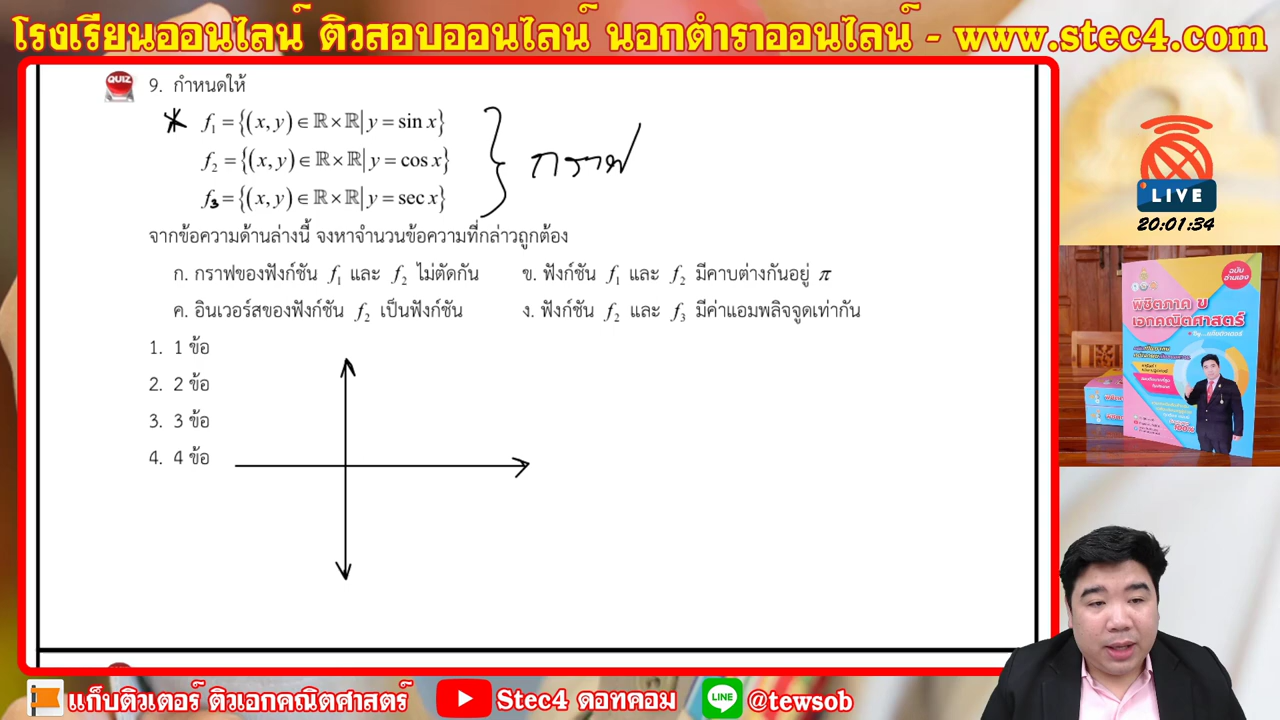 โรงเรียนออนไลน์ ติวสอบออนไลน์ นอกตำราออนไลน์ - www.stec4.com
QUIZ
9. กำหนดให้
* f₁ = {(x, y) ∈ ℝ × ℝ | y = sin x}
f₂ = {(x, y) ∈ ℝ × ℝ | y = cos x}
กราฟ
f₃ = {(x, y) ∈ ℝ × ℝ | y = sec x}
จากข้อความด้านล่างนี้ จงหาจำนวนข้อความที่กล่าวถูกต้อง
ก. กราฟของฟังก์ชัน f₁ และ f₂ ไม่ตัดกัน ข. ฟังก์ชัน f₁ และ f₂ มีคาบต่างกันอยู่ π
ค. อินเวอร์สของฟังก์ชัน f₂ เป็นฟังก์ชัน ง. ฟังก์ชัน f₂ และ f₃ มีค่าแอมพลิจูดเท่ากัน
1. 1 ข้อ
2. 2 ข้อ
3. 3 ข้อ
4. 4 ข้อ
LIVE
20:01:34
ฉบับ
อ่านเอง
พิชิตภาค ข
เอกคณิตศาสตร์
แก็บติวเตอร์ ติวเอกคณิตศาสตร์
Stec4 ดอทคอม
LINE
@tewsob